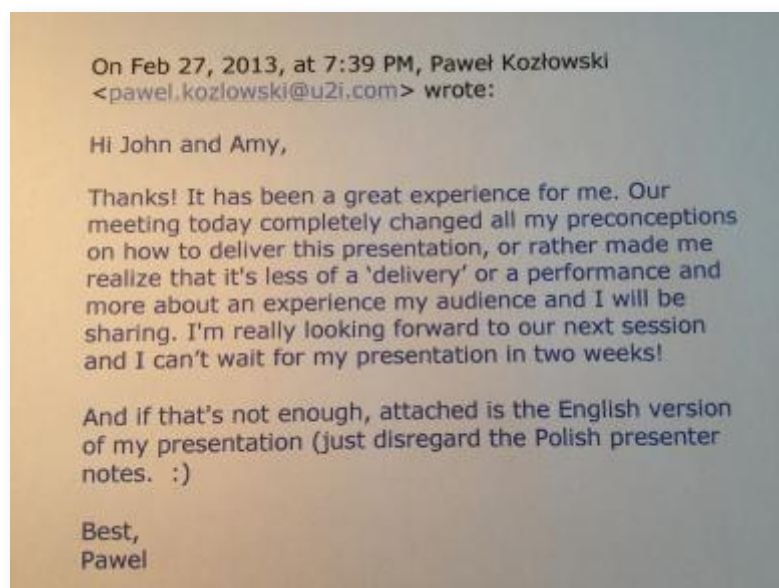 On Feb 27, 2013, at 7:39 PM, Paweł Kozłowski
<pawel.kozlowski@u2i.com> wrote:
Hi John and Amy,
Thanks! It has been a great experience for me. Our
meeting today completely changed all my preconceptions
on how to deliver this presentation, or rather made me
realize that it's less of a ‘delivery’ or a performance and
more about an experience my audience and I will be
sharing. I'm really looking forward to our next session
and I can’t wait for my presentation in two weeks!
And if that’s not enough, attached is the English version
of my presentation (just disregard the Polish presenter
notes.  :)
Best,
Pawel